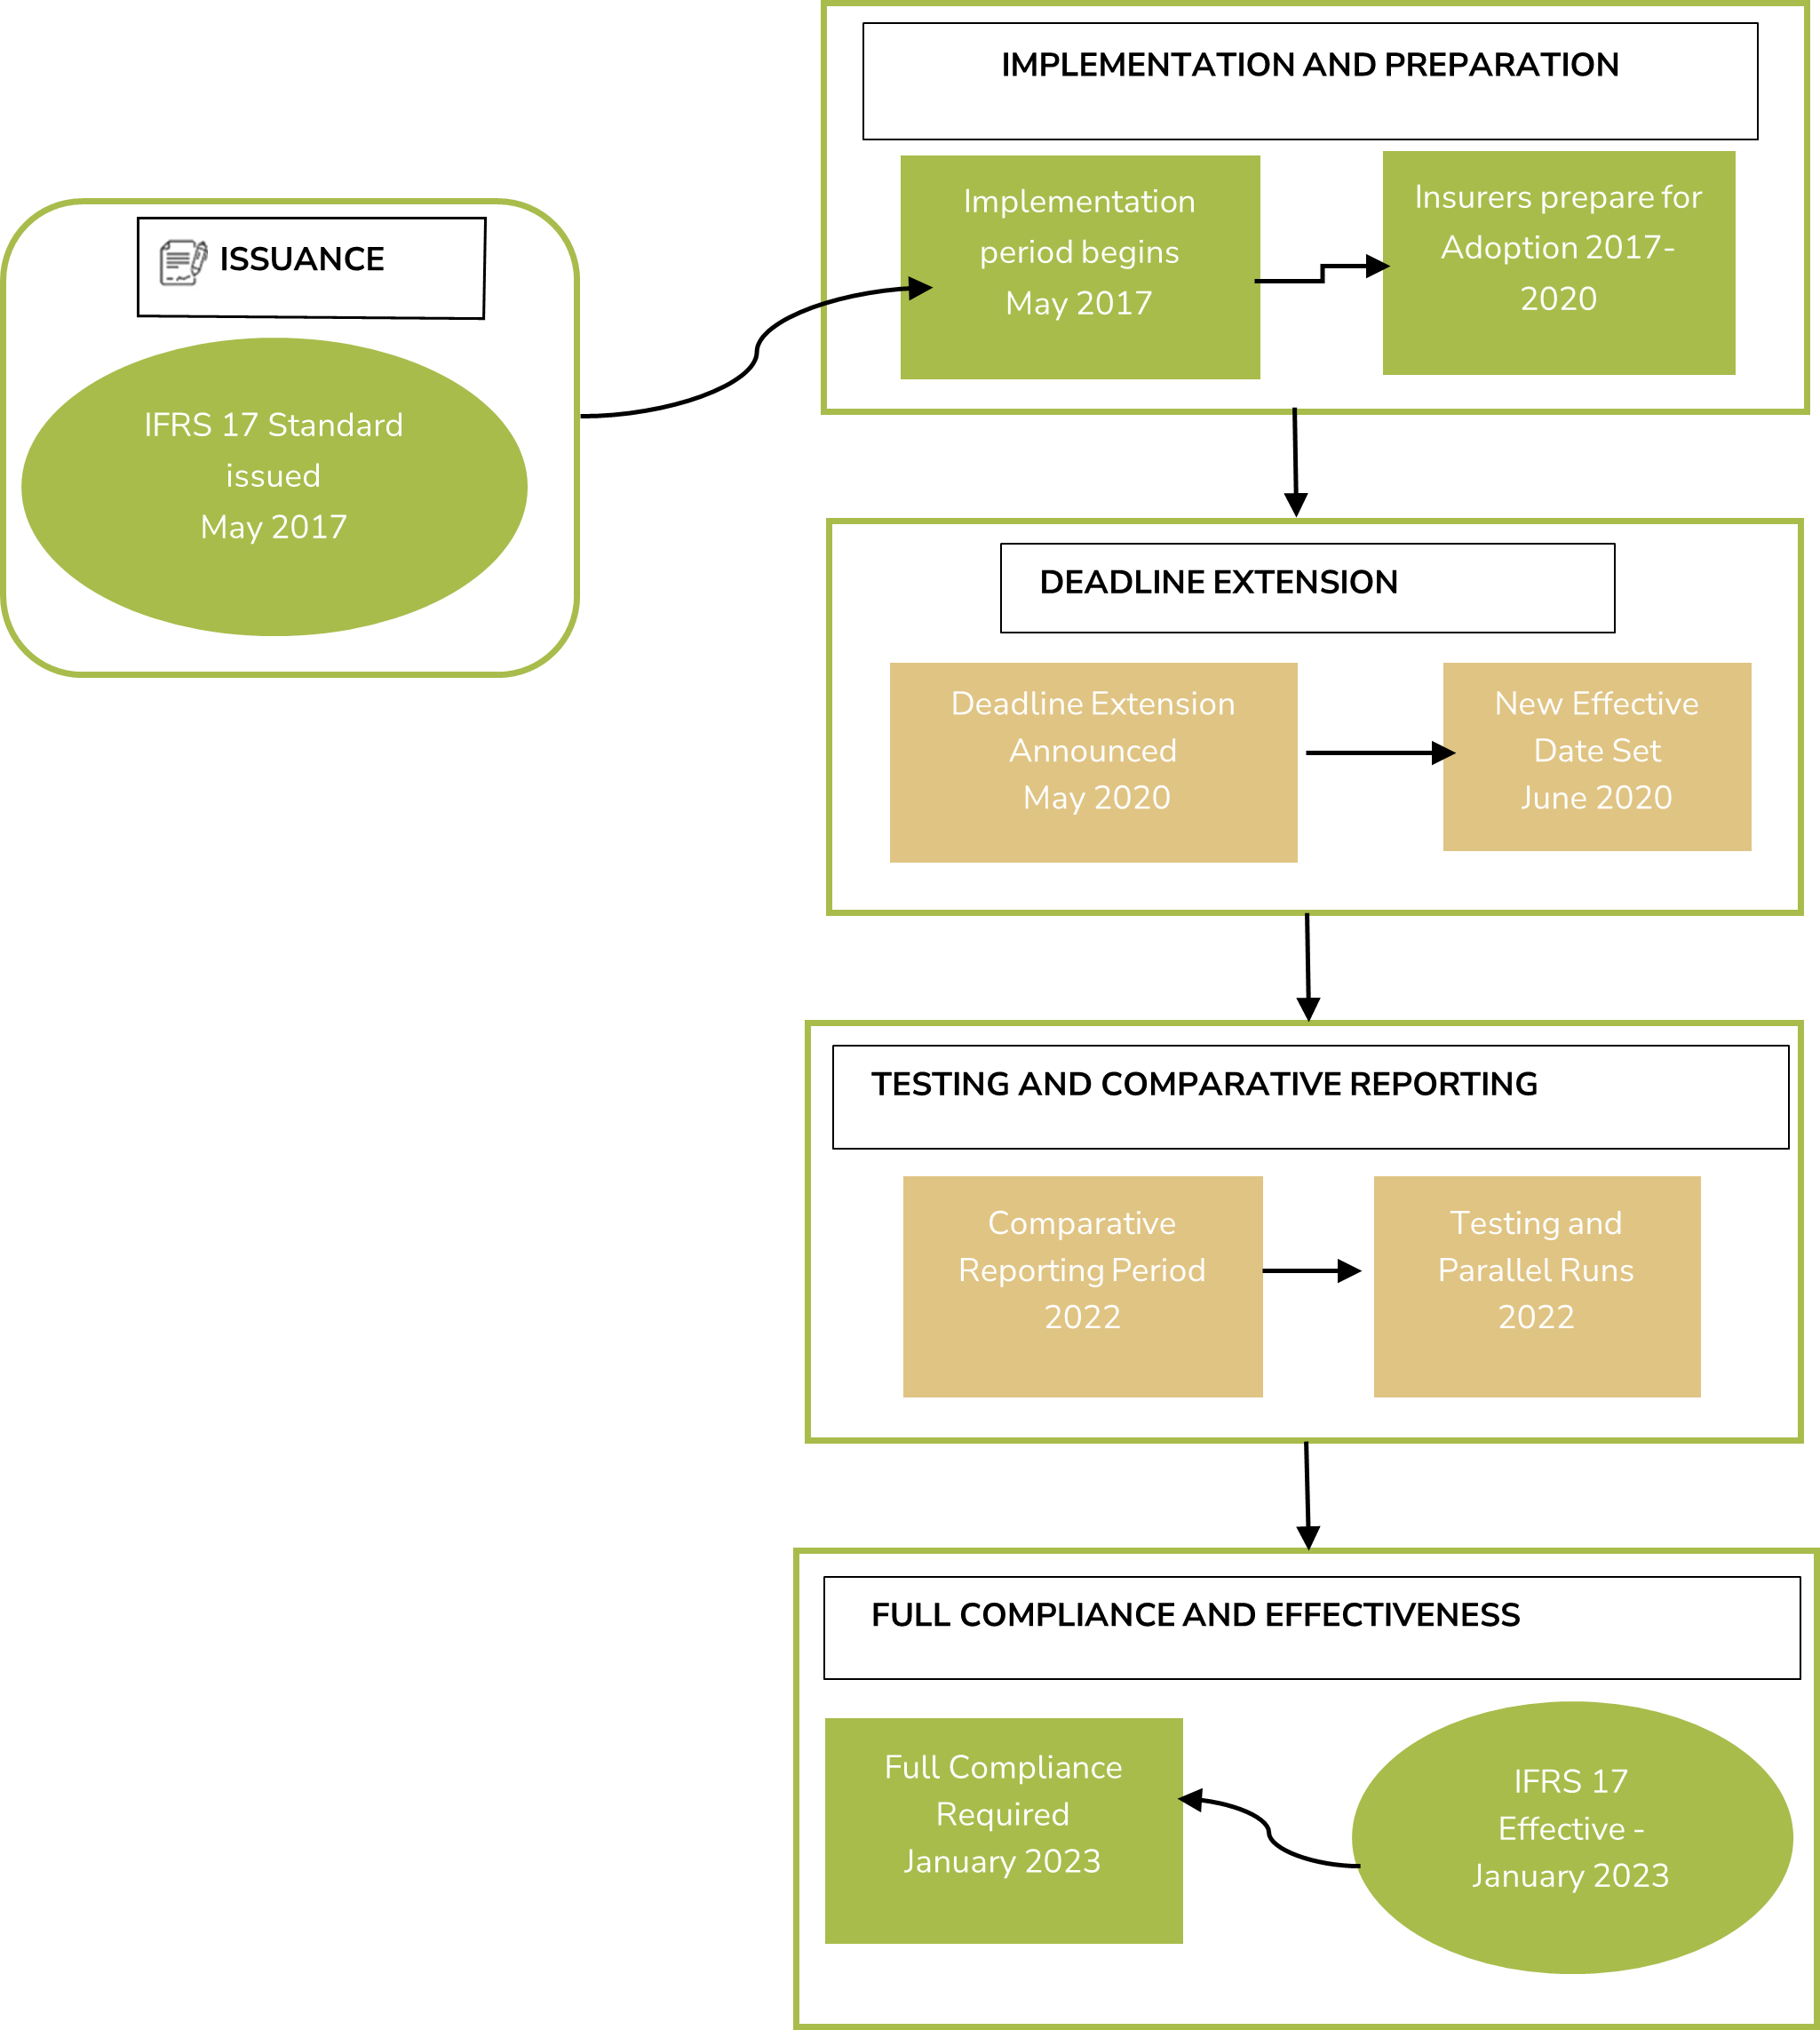 ISSUANCE
IFRS 17 Standard
issued
May 2017
IMPLEMENTATION AND PREPARATION
Implementation
period begins
May 2017
Insurers prepare for
Adoption 2017-
2020
DEADLINE EXTENSION
Deadline Extension
Announced
May 2020
New Effective
Date Set
June 2020
TESTING AND COMPARATIVE REPORTING
Comparative
Reporting Period
2022
Testing and
Parallel Runs
2022
FULL COMPLIANCE AND EFFECTIVENESS
Full Compliance
Required
January 2023
IFRS 17
Effective -
January 2023